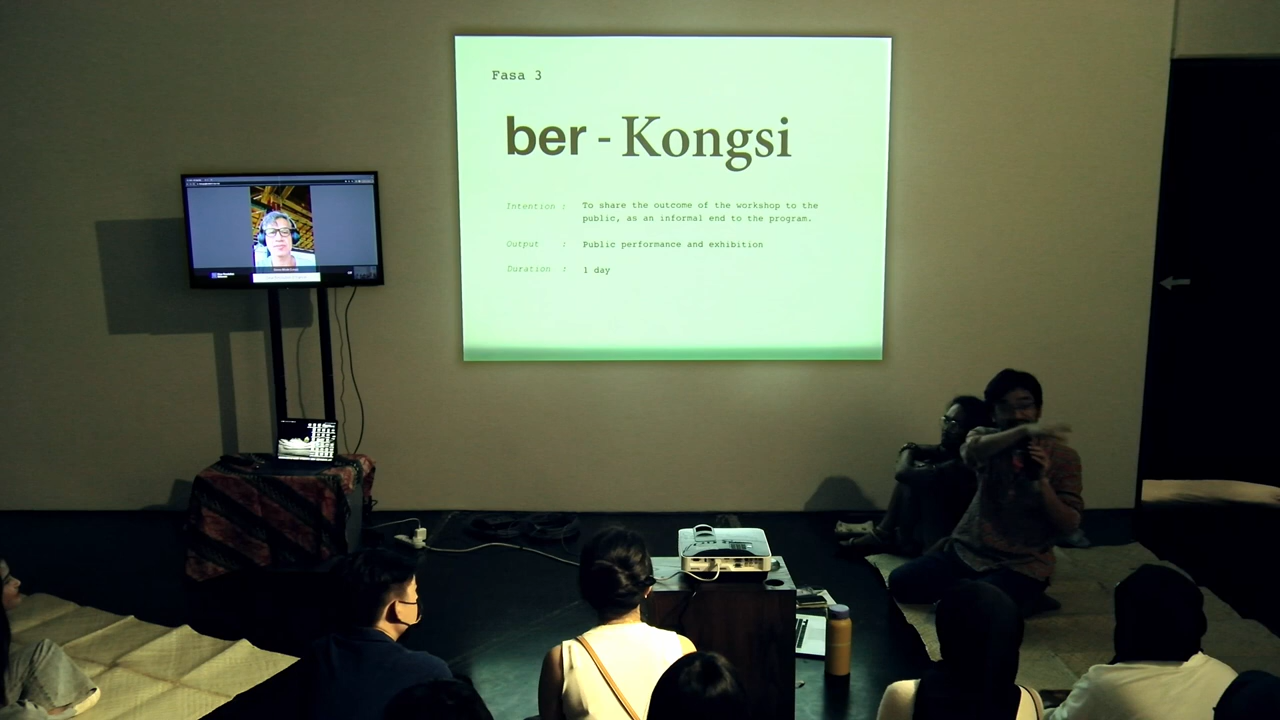 Fasa 3
ber - Kongsi
Intention : To share the outcome of the workshop to the
public, as an informal end to the program.
Output : Public performance and exhibition
Duration : 1 day